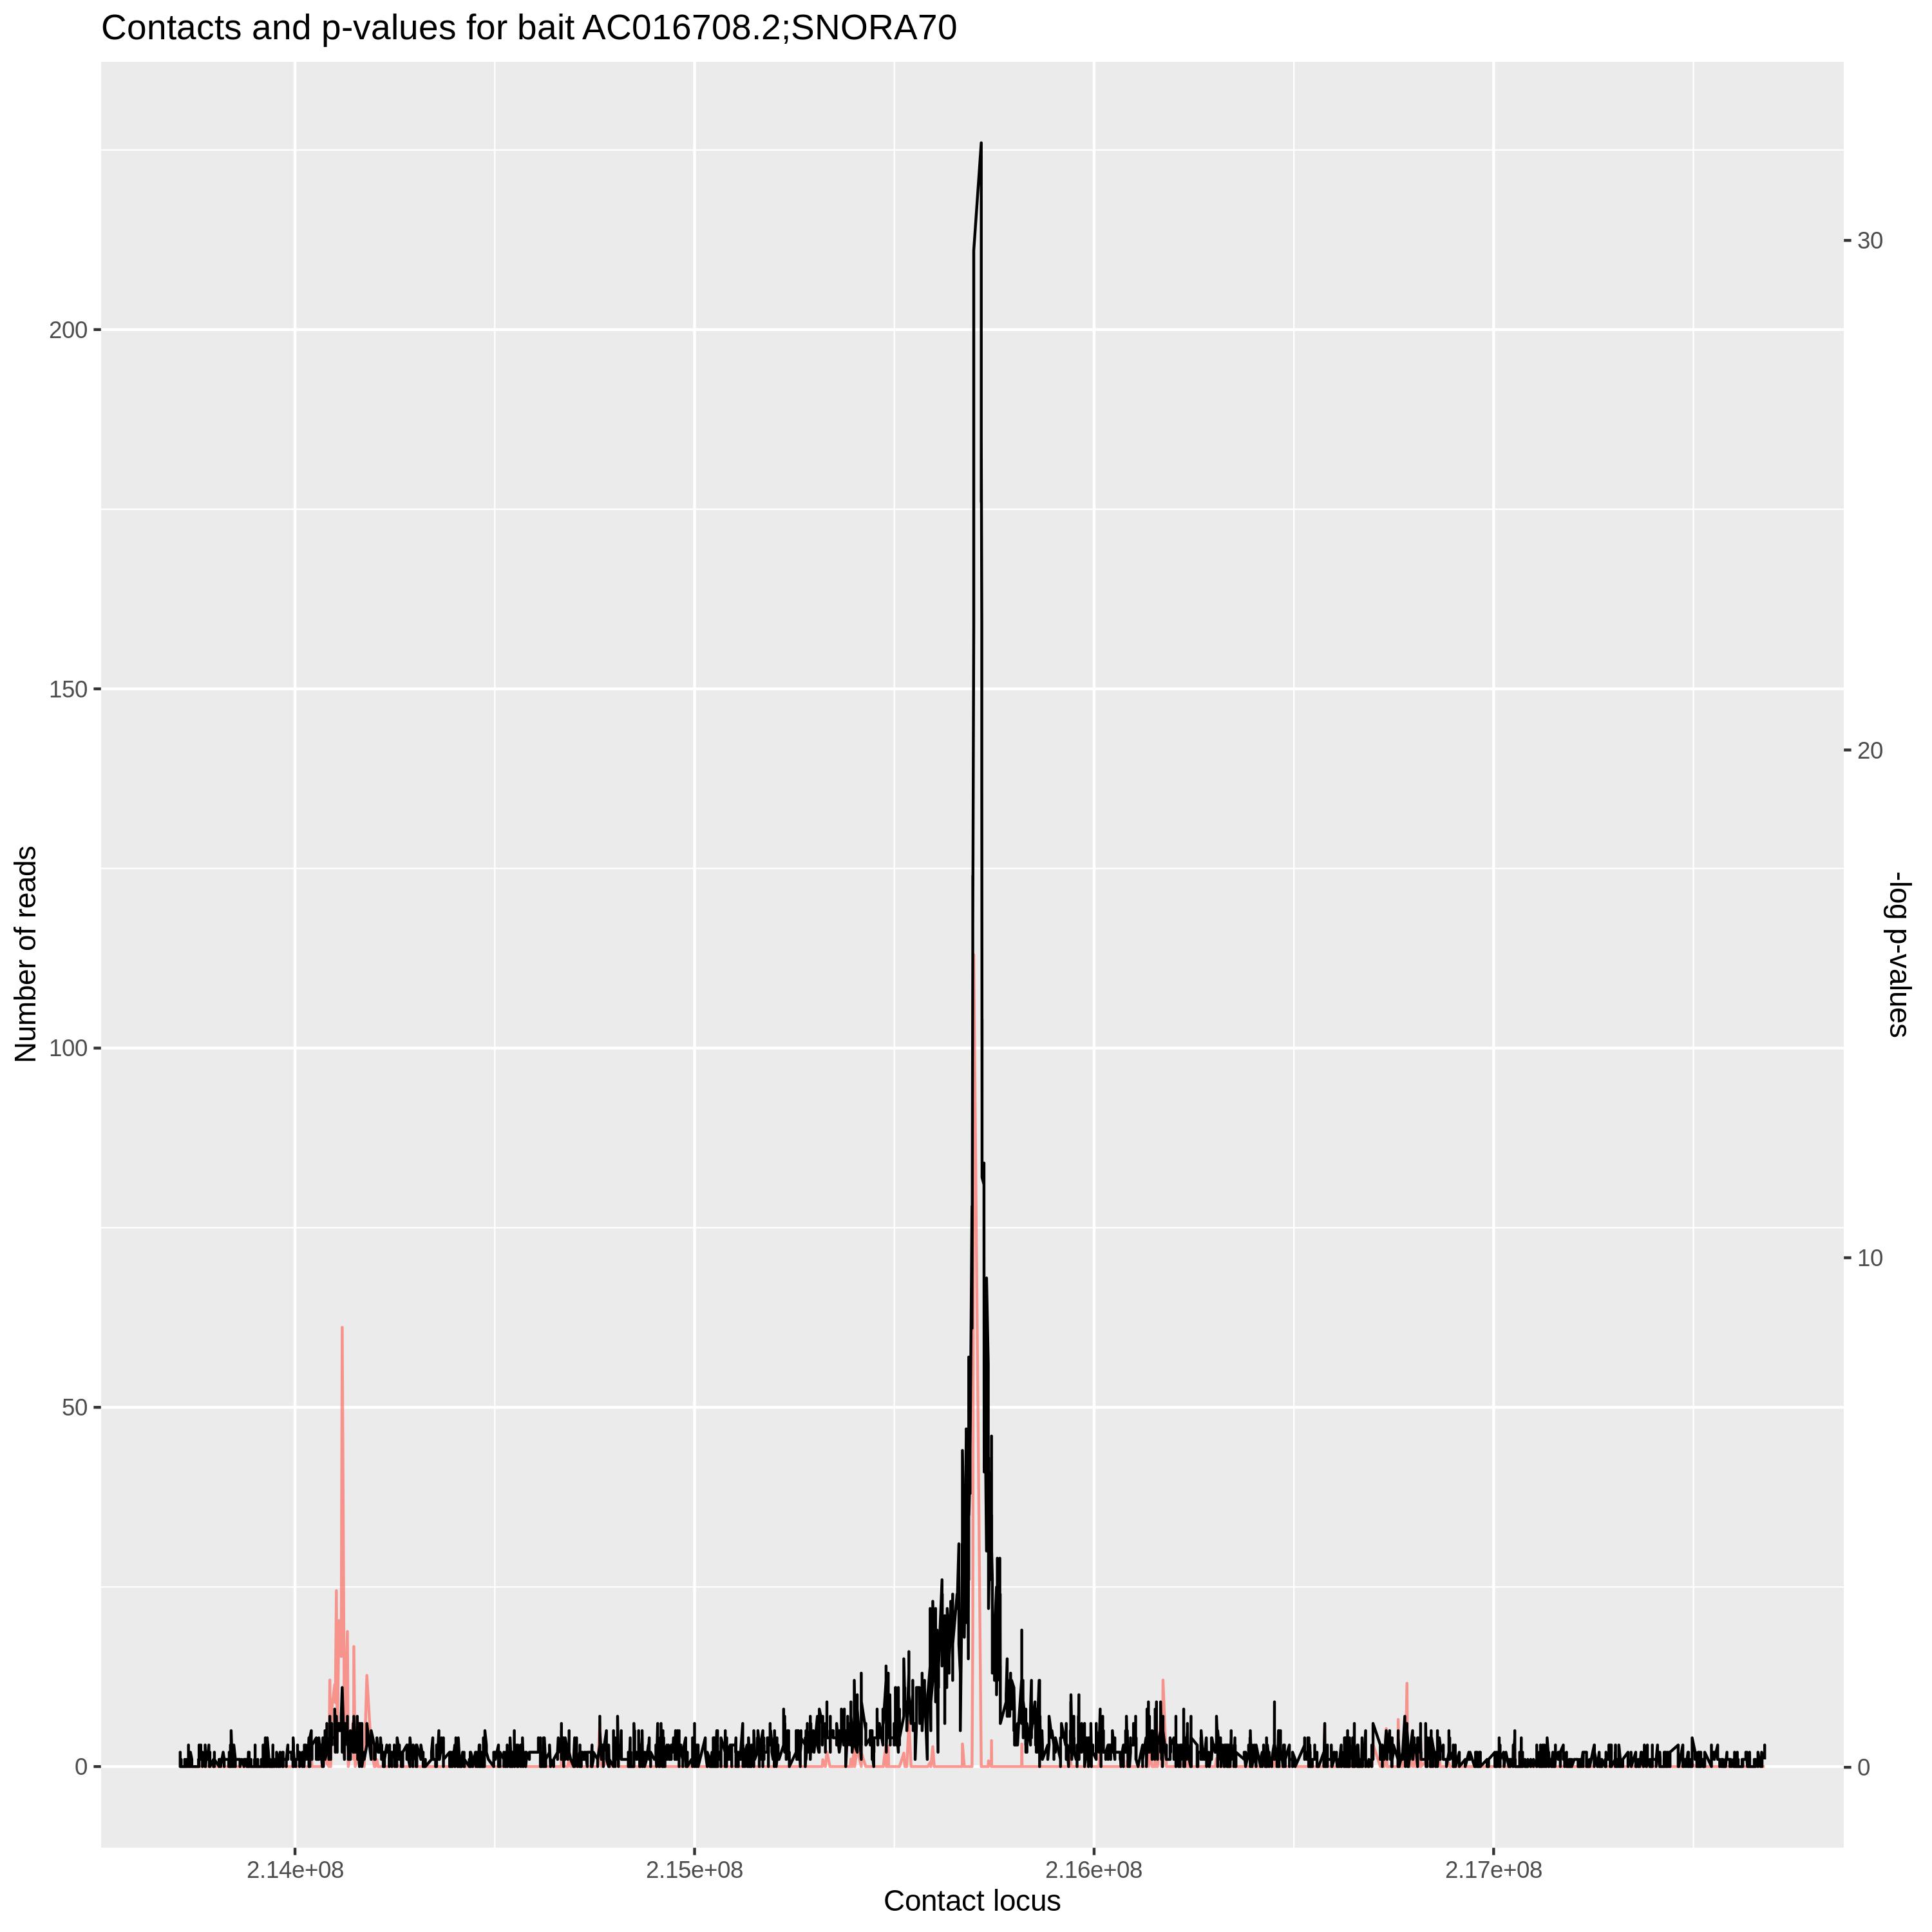 Contacts and p-values for bait AC016708.2;SNORA70
Number of reads
200
150
100
50
0
30
20
10
0
-log p-values
2.14e+08 2.15e+08 2.16e+08 2.17e+08
Contact locus